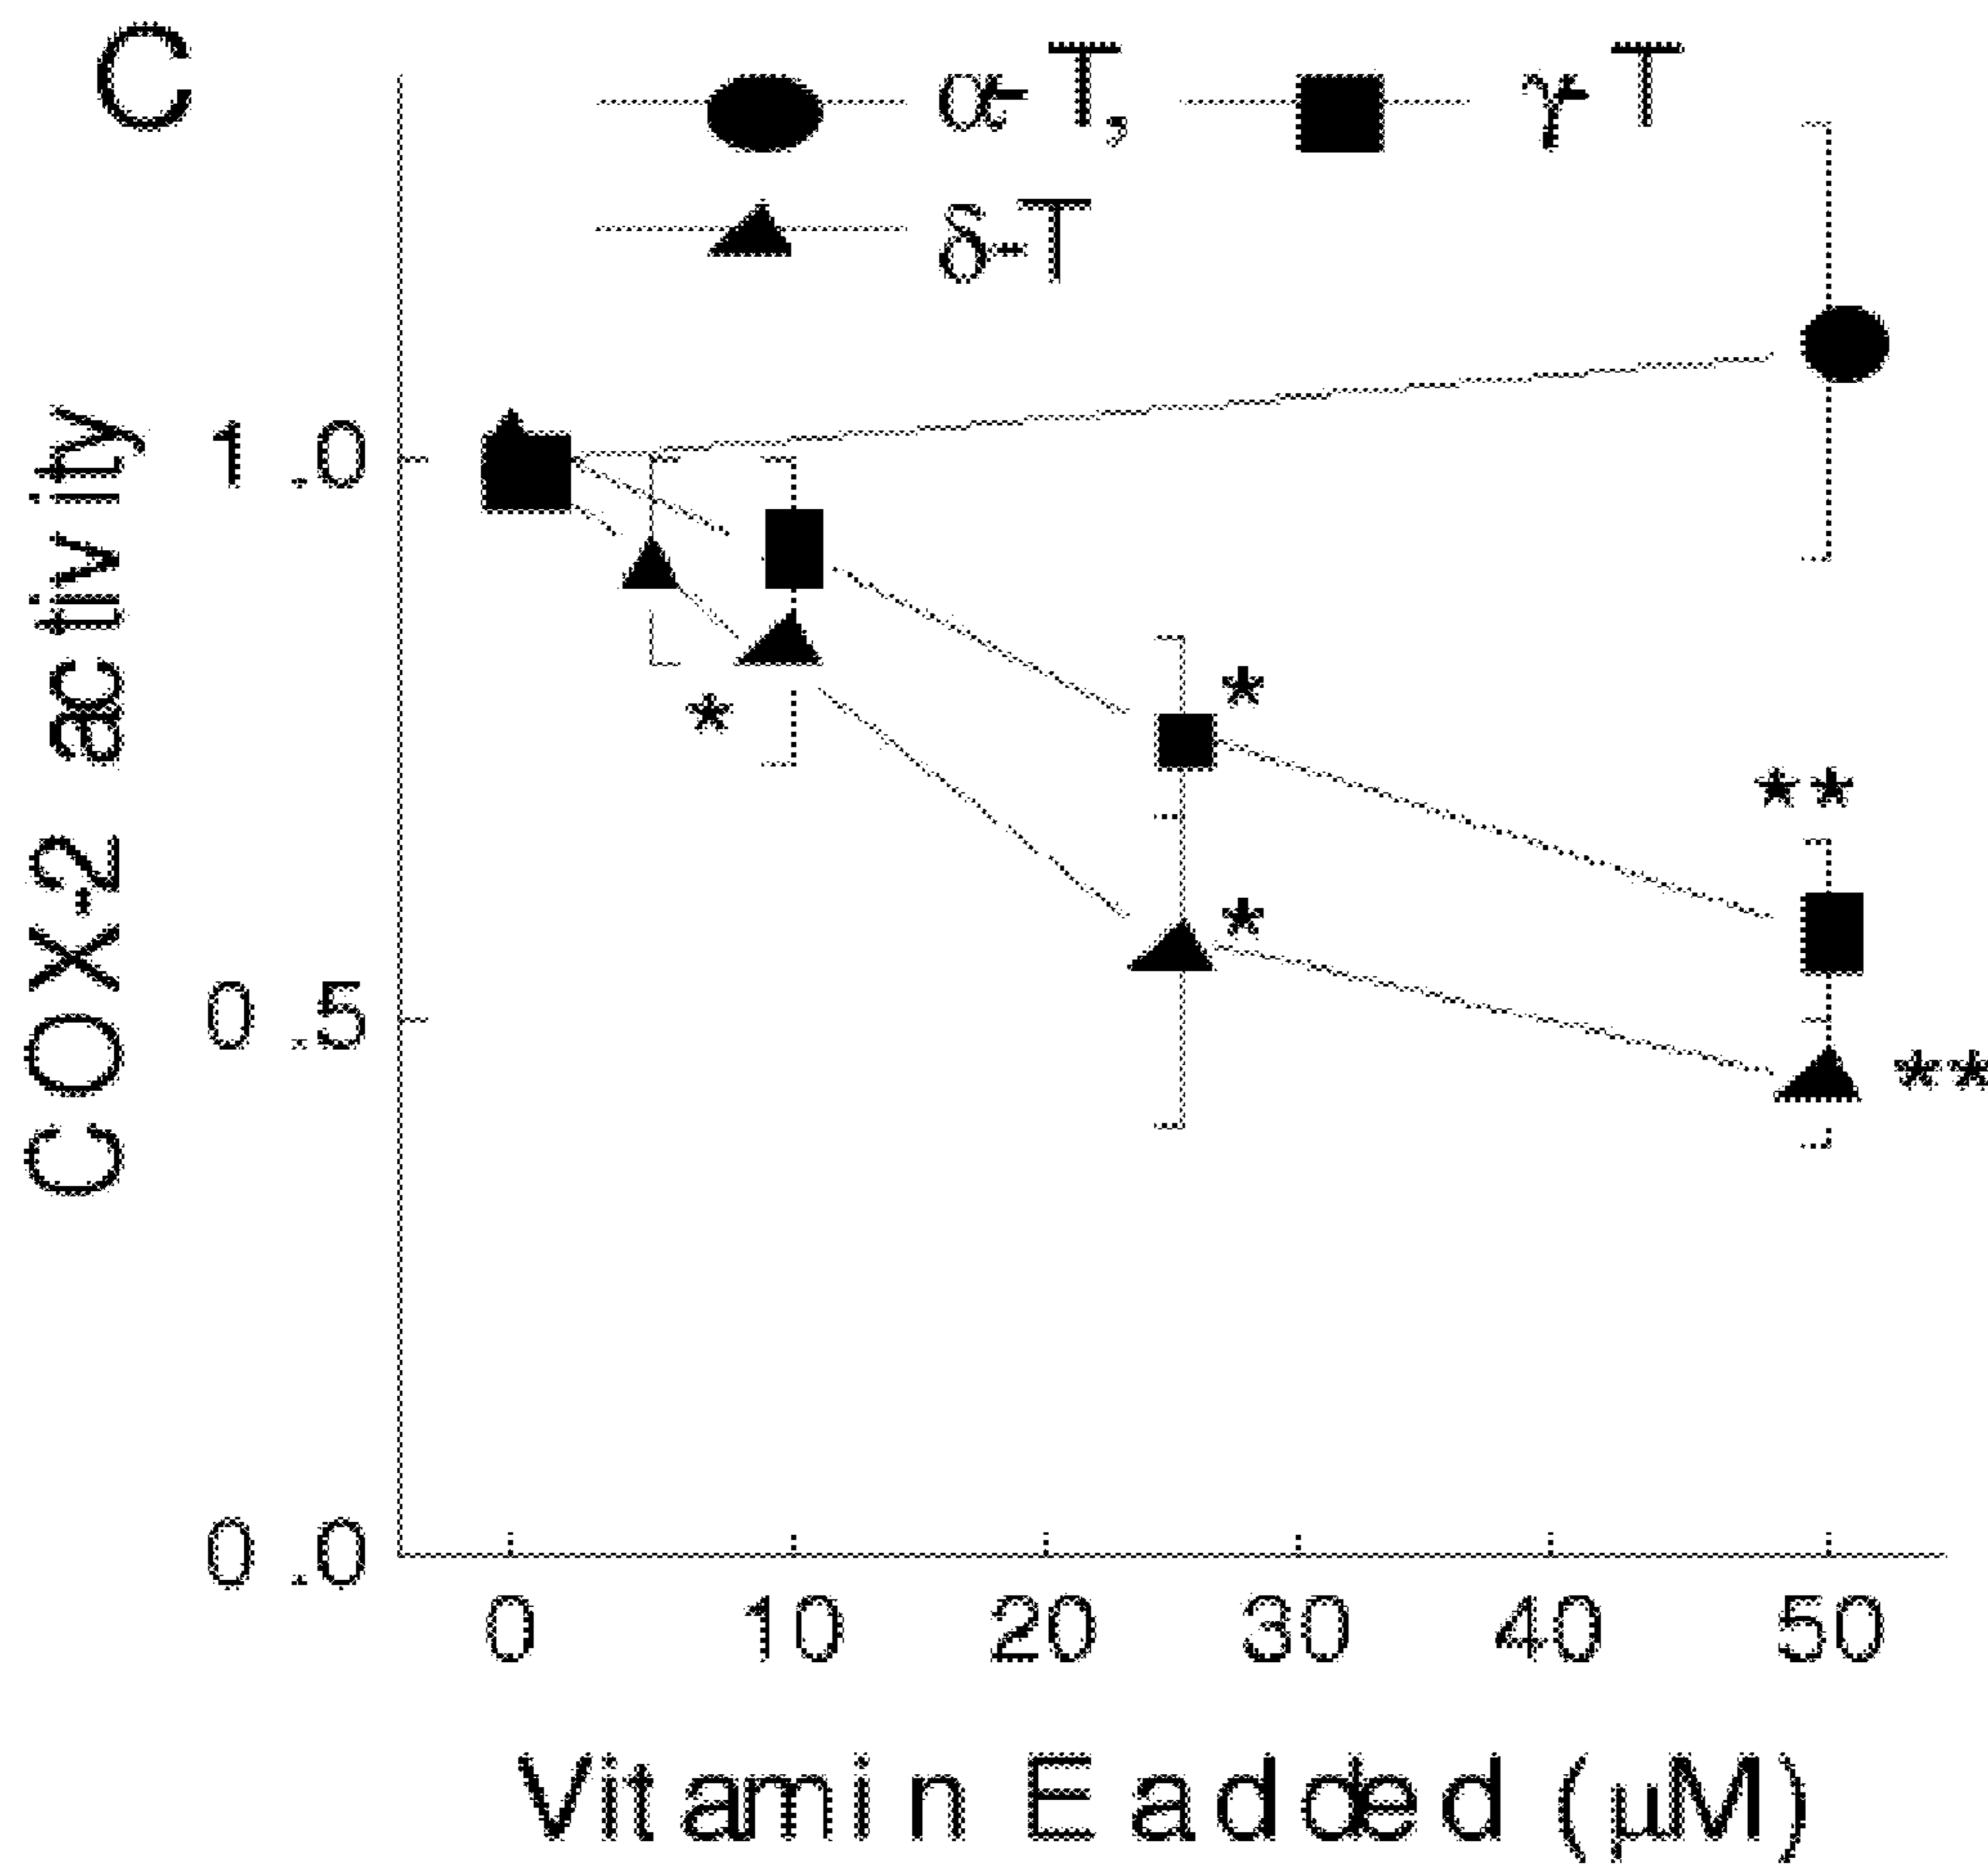 C
α-T, γ-T
δ-T
COX-2 activity
1.0
0.5
0.0
*
*
*
**
**
0 10 20 30 40 50
Vitamin E added (μM)